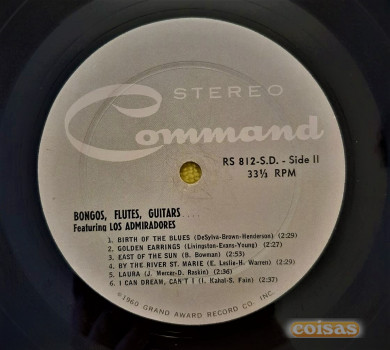 STEREO
Command
RS 812-S.D. - Side II
33⅓ RPM
BONGOS, FLUTES, GUITARS....
Featuring LOS ADMIRADORES
1. BIRTH OF THE BLUES (DeSylva-Brown-Henderson) (2:29)
2. GOLDEN EARRINGS (Livingston-Evans-Young) (2:27)
3. EAST OF THE SUN (B. Bowman) (2:53)
4. BY THE RIVER ST. MARIE (E. Leslie-H. Warren) (2:29)
5. LAURA (J. Mercer-D. Raskin) (2:36)
6. I CAN DREAM, CAN'T I (I. Kahal-S. Fain) (2:37)
©1960 GRAND AWARD RECORD CO. INC.
coisas